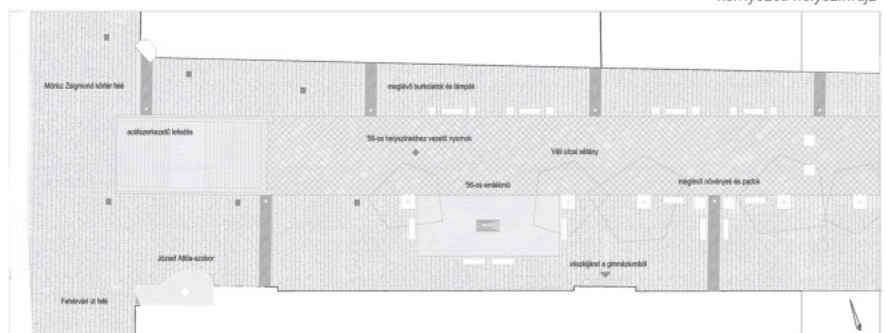 környezeti helyszínrajz
Móricz Zsigmond körtér felé
meglévő burkolatok és lámpák
acélszerkezetű lefedés
'56-os helyszínekhez vezető nyomok
Váli utcai sétány
'56-os emlékmű
meglévő növények és padok
József Attila-szobor
vészkijárat a gimnáziumból
Fehérvári út felé